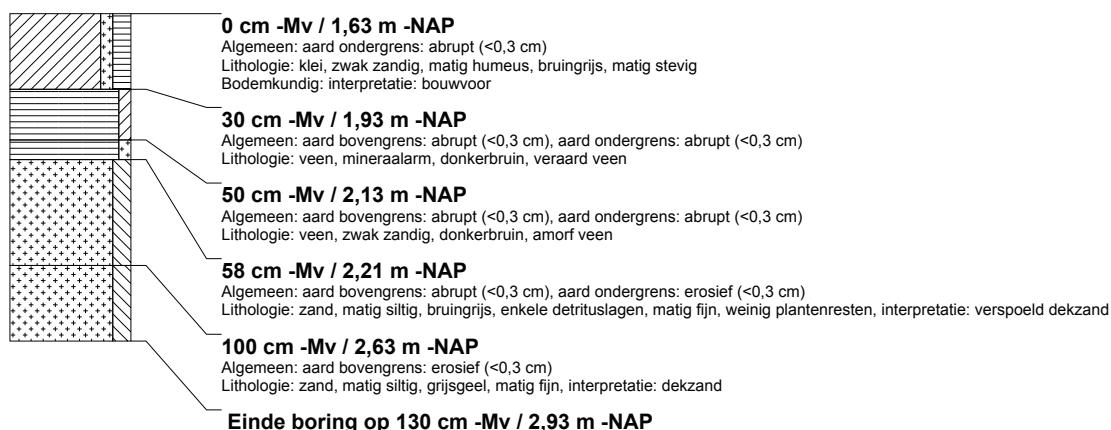 0 cm -Mv / 1,63 m -NAP
Algemeen: aard ondergrens: abrupt (<0,3 cm)
Lithologie: klei, zwak zandig, matig humeus, bruingrijs, matig stevig
Bodemkundig: interpretatie: bouwvoor
30 cm -Mv / 1,93 m -NAP
Algemeen: aard bovengrens: abrupt (<0,3 cm), aard ondergrens: abrupt (<0,3 cm)
Lithologie: veen, mineraalarm, donkerbruin, veraard veen
50 cm -Mv / 2,13 m -NAP
Algemeen: aard bovengrens: abrupt (<0,3 cm), aard ondergrens: abrupt (<0,3 cm)
Lithologie: veen, zwak zandig, donkerbruin, amorf veen
58 cm -Mv / 2,21 m -NAP
Algemeen: aard bovengrens: abrupt (<0,3 cm), aard ondergrens: erosief (<0,3 cm)
Lithologie: zand, matig siltig, bruingrijs, enkele detrituslagen, matig fijn, weinig plantenresten, interpretatie: verspoeld dekzand
100 cm -Mv / 2,63 m -NAP
Algemeen: aard bovengrens: erosief (<0,3 cm)
Lithologie: zand, matig siltig, grijsgeel, matig fijn, interpretatie: dekzand
Einde boring op 130 cm -Mv / 2,93 m -NAP